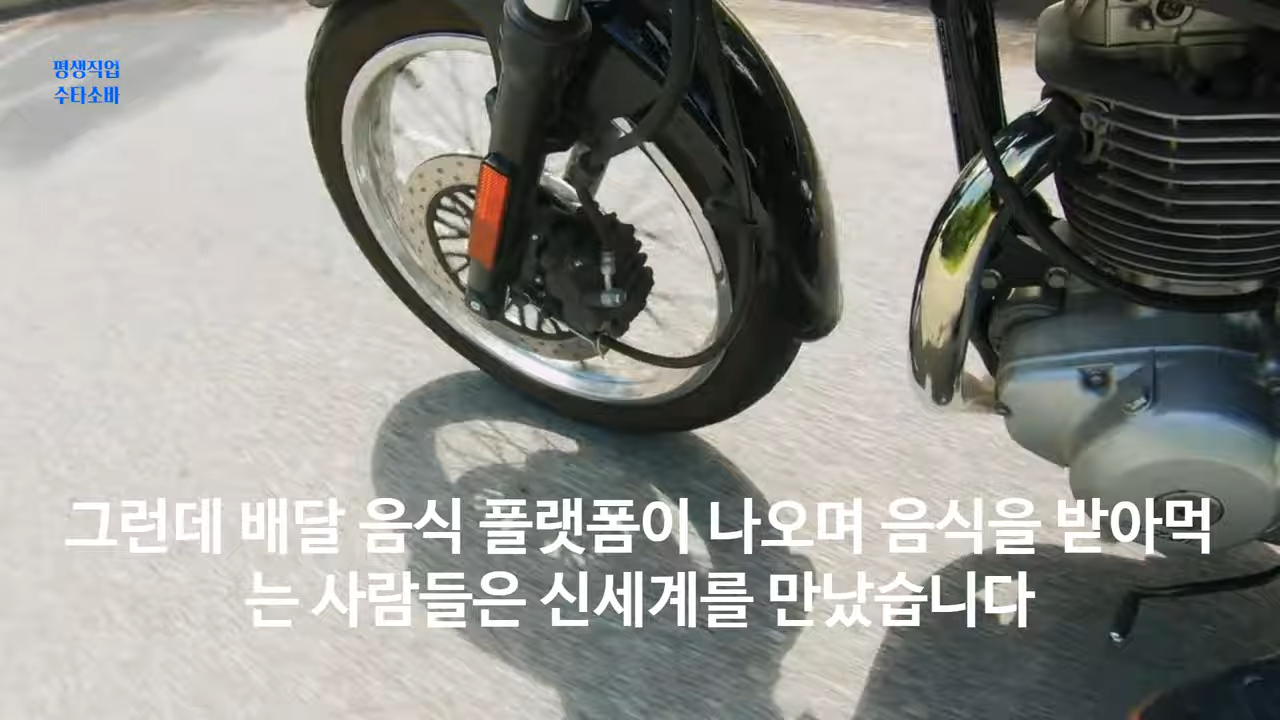 평생직업
수타소바
그런데 배달 음식 플랫폼이 나오며 음식을 받아먹
는 사람들은 신세계를 만났습니다